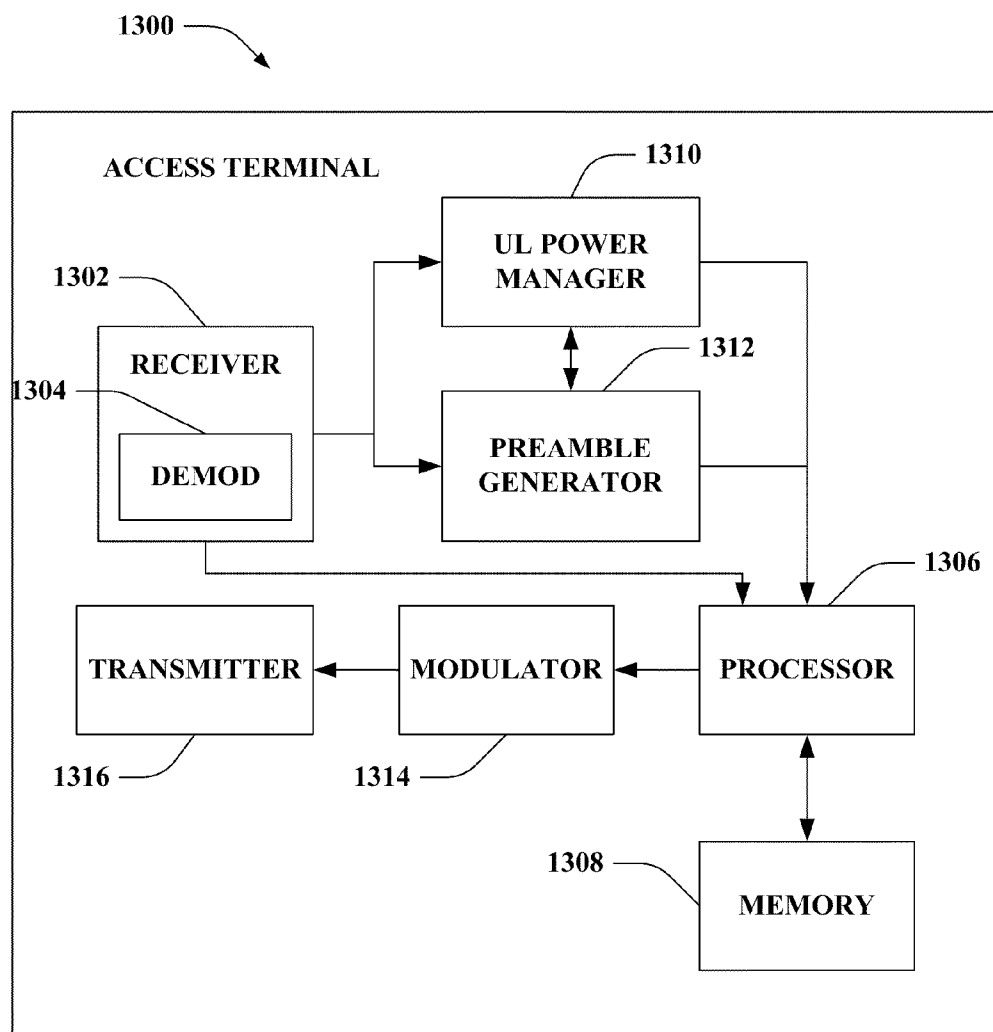 1300
ACCESS TERMINAL
1310
UL POWER
MANAGER
1302
RECEIVER
1312
1304
DEMOD
PREAMBLE
GENERATOR
1306
TRANSMITTER
MODULATOR
PROCESSOR
1316
1314
1308
MEMORY